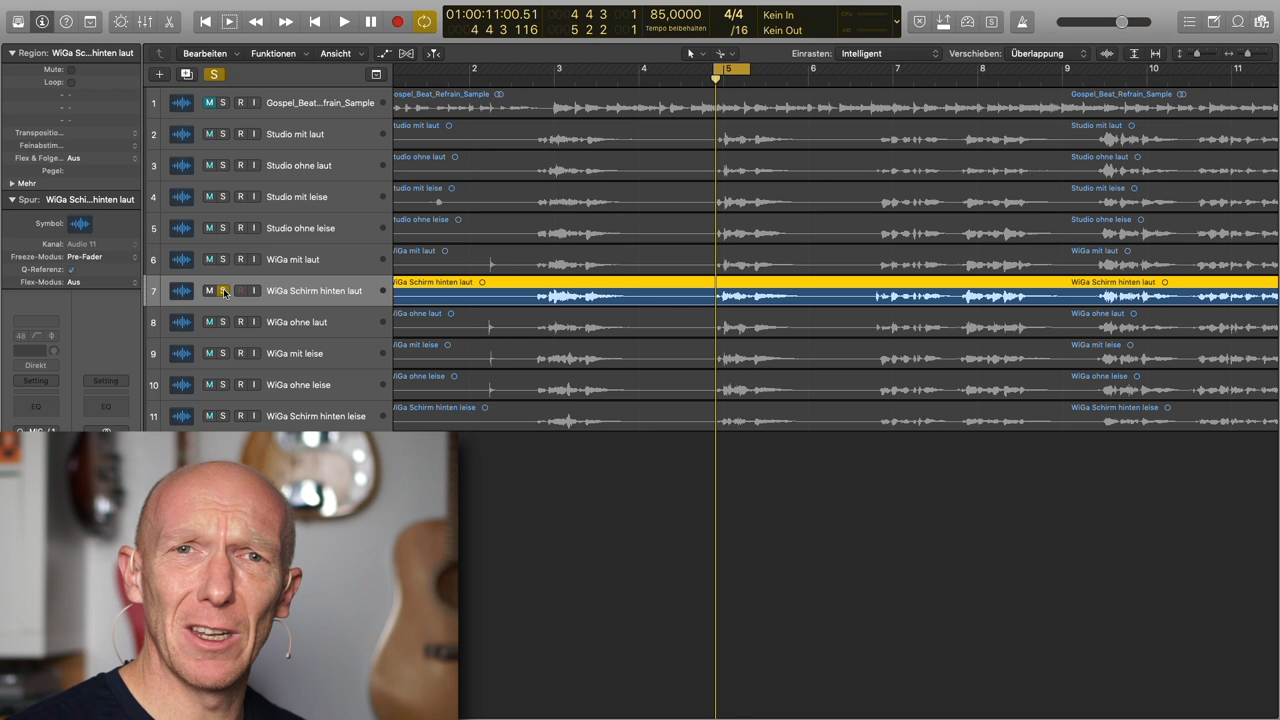 01:00:11:00.51
4 4 3 1
85,0000
4/4
Kein In
4 4 3 116
5 2 2 1
Tempo beibehalten
/16
Kein Out
CPU
Region: WiGa Sc...hinten laut
Bearbeiten
Funktionen
Ansicht
Einrasten: Intelligent
Verschieben: Überlappung
Mute:
Loop:
S
2
3
4
5
6
7
8
9
10
11
Transpositio...
Feinabstim...
Flex & Folge... Aus
Pegel:
Mehr
Spur: WiGa Schi...hinten laut
Symbol:
Kanal: Audio 11
Freeze-Modus: Pre-Fader
Q-Referenz:
Flex-Modus: Aus
48
Direkt
Setting
Setting
EQ
EQ
1 M S R I Gospel_Beat...frain_Sample
ospel_Beat_Refrain_Sample
Gospel_Beat_Refrain_Sample
2 M S R I Studio mit laut
tudio mit laut
Studio mit laut
3 M S R I Studio ohne laut
tudio ohne laut
Studio ohne laut
4 M S R I Studio mit leise
tudio mit leise
Studio mit leise
5 M S R I Studio ohne leise
tudio ohne leise
Studio ohne leise
6 M S R I WiGa mit laut
WiGa mit laut
WiGa mit laut
7 M S R I WiGa Schirm hinten laut
WiGa Schirm hinten laut
WiGa Schirm hinten laut
8 M S R I WiGa ohne laut
WiGa ohne laut
WiGa ohne laut
9 M S R I WiGa mit leise
WiGa mit leise
WiGa mit leise
10 M S R I WiGa ohne leise
WiGa ohne leise
WiGa ohne leise
11 M S R I WiGa Schirm hinten leise
WiGa Schirm hinten leise
WiGa Schirm hinten leise